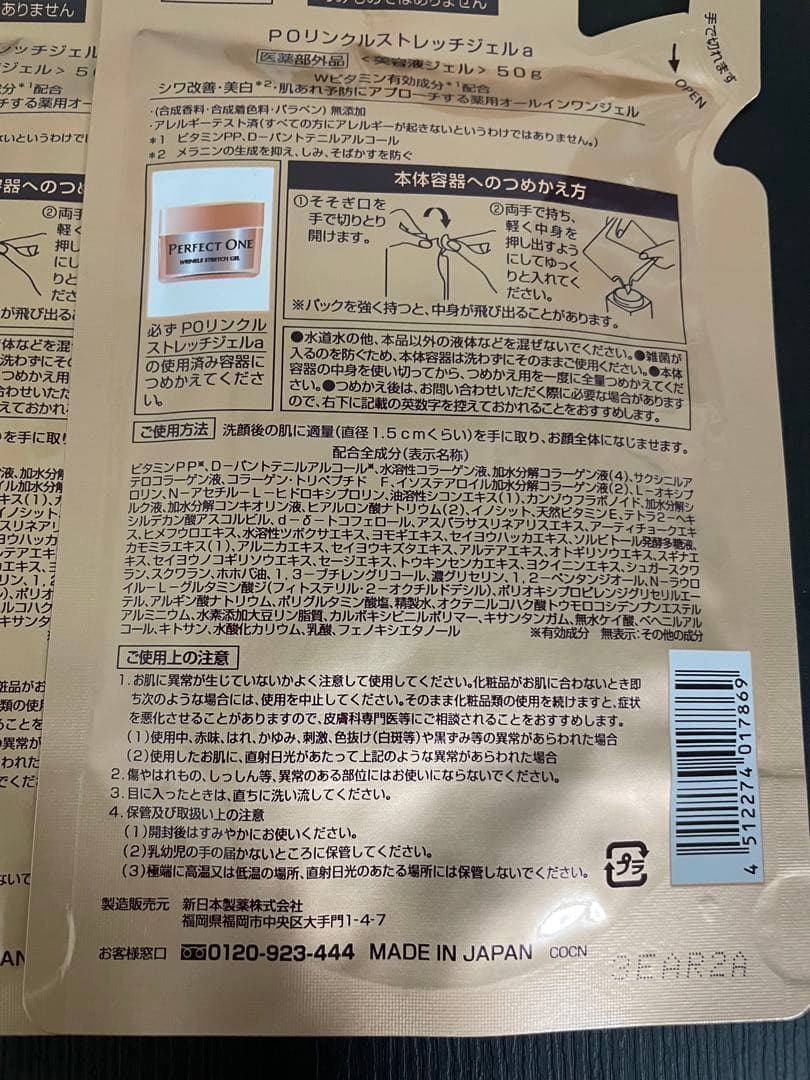 のみものではありません
手で切れます
OPEN
POリンクルストレッチジェルa
医薬部外品 <美容液ジェル> 50g
Wビタミン有効成分*1配合
シワ改善・美白*2・肌あれ予防にアプローチする薬用オールインワンジェル
・(合成香料・合成着色料・パラベン)無添加
・アレルギーテスト済(すべての方にアレルギーが起きないというわけではありません。)
*1 ビタミンPP、D-パントテニルアルコール
*2 メラニンの生成を抑え、しみ、そばかすを防ぐ
PERFECT ONE
WRINKLE STRETCH GEL
必ずPOリンクル
ストレッチジェルa
の使用済み容器に
つめかえてくださ
い。
本体容器へのつめかえ方
①そそぎ口を
手で切りとり
開けます。
②両手で持ち、
軽く中身を
押し出すよう
にしてゆっく
りと入れてく
ださい。
※パックを強く持つと、中身が飛び出ることがあります。
●水道水の他、本品以外の液体などを混ぜないでください。●雑菌が
入るのを防ぐため、本体容器は洗わずにそのままご使用ください。●本体
容器の中身を使い切ってから、つめかえ用を一度に全量つめかえてくだ
さい。●つめかえ後は、お問い合わせいただく際に必要な場合があります
ので、右下に記載の英数字を控えておかれることをおすすめします。
ご使用方法 洗顔後の肌に適量(直径1.5cmくらい)を手に取り、お顔全体になじませます。
配合全成分(表示名称)
ビタミンPP※、D-パントテニルアルコール※、水溶性コラーゲン液、加水分解コラーゲン液(4)、サクシニルア
テロコラーゲン液、コラーゲン・トリペプチド F、イソステアロイル加水分解コラーゲン液(2)、L-オキシプ
ロリン、N-アセチル-L-ヒドロキシプロリン、油溶性シコンエキス(1)、カンゾウフラボノイド、加水分解シ
ルク液、加水分解コンキオリン液、ヒアルロン酸ナトリウム(2)、イノシット、天然ビタミンE、テトラ2-ヘキ
シルデカン酸アスコルビル、d-δ-トコフェロール、アスパラサスリネアリスエキス、アーティチョークエキ
ス、ヒメフウロエキス、水溶性ツボクサエキス、ヨモギエキス、セイヨウハッカエキス、ソルビトール発酵多糖液、
カモミラエキス(1)、アルニカエキス、セイヨウキズタエキス、アルテアエキス、オトギリソウエキス、スギナエ
キス、セイヨウノコギリソウエキス、セージエキス、トウキンセンカエキス、ヨクイニンエキス、シュガースクワ
ラン、スクワラン、ホホバ油、1,3-ブチレングリコール、濃グリセリン、1,2-ペンタンジオール、N-ラウロ
イル-L-グルタミン酸ジ(フィトステリル・2-オクチルドデシル)、ポリオキシプロピレンジグリセリルエー
テル、アルギン酸ナトリウム、ポリグルタミン酸塩、精製水、オクテニルコハク酸トウモロコシデンプンエステル
アルミニウム、水素添加大豆リン脂質、カルボキシビニルポリマー、キサンタンガム、無水ケイ酸、ベヘニルアル
コール、キトサン、水酸化カリウム、乳酸、フェノキシエタノール ※有効成分 無表示:その他の成分
ご使用上の注意
1.お肌に異常が生じていないかよく注意して使用してください。化粧品がお肌に合わないとき即
ち次のような場合には、使用を中止してください。そのまま化粧品類の使用を続けますと、症状
を悪化させることがありますので、皮膚科専門医等にご相談されることをおすすめします。
(1)使用中、赤味、はれ、かゆみ、刺激、色抜け(白斑等)や黒ずみ等の異常があらわれた場合
(2)使用したお肌に、直射日光があたって上記のような異常があらわれた場合
2.傷やはれもの、しっしん等、異常のある部位にはお使いにならないでください。
3.目に入ったときは、直ちに洗い流してください。
4.保管及び取扱い上の注意
(1)開封後はすみやかにお使いください。
(2)乳幼児の手の届かないところに保管してください。
(3)極端に高温又は低温の場所、直射日光のあたる場所には保管しないでください。
プラ
4 512274 017869
製造販売元 新日本製薬株式会社
福岡県福岡市中央区大手門1-4-7
お客様窓口 0120-923-444 MADE IN JAPAN COCN
3EAR2A